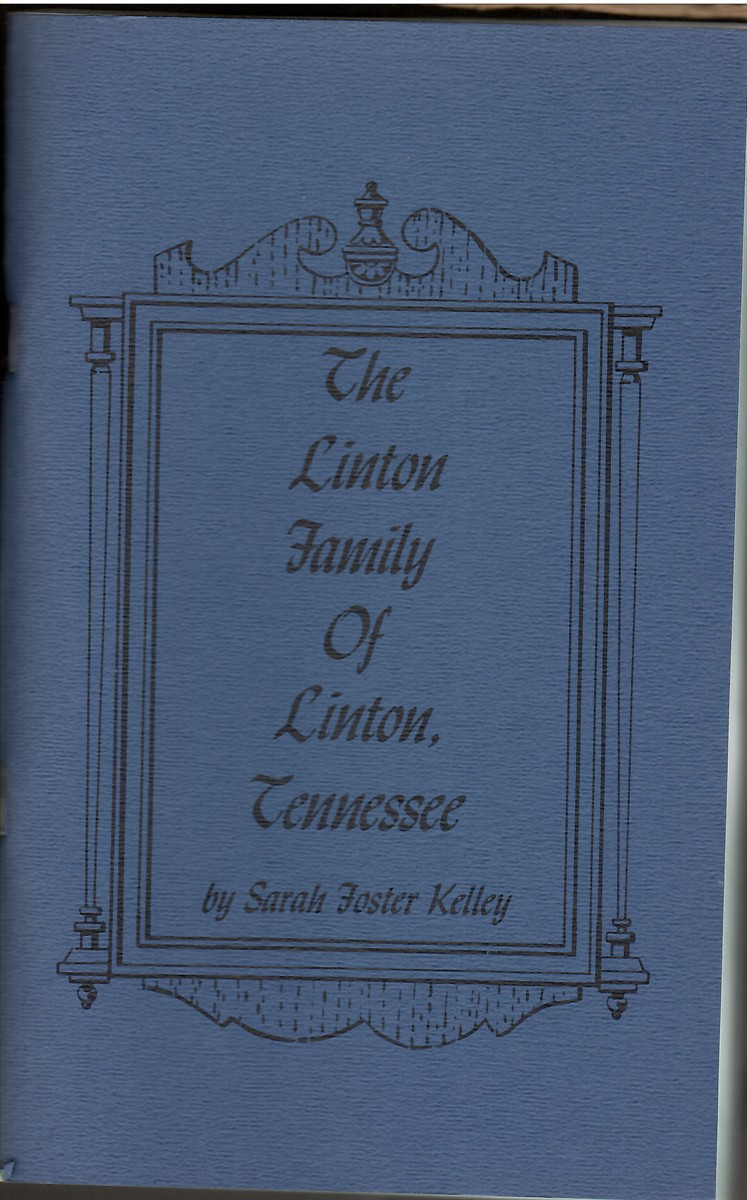 The
Linton
Family
Of
Linton,
Tennessee
by Sarah Foster Kelley